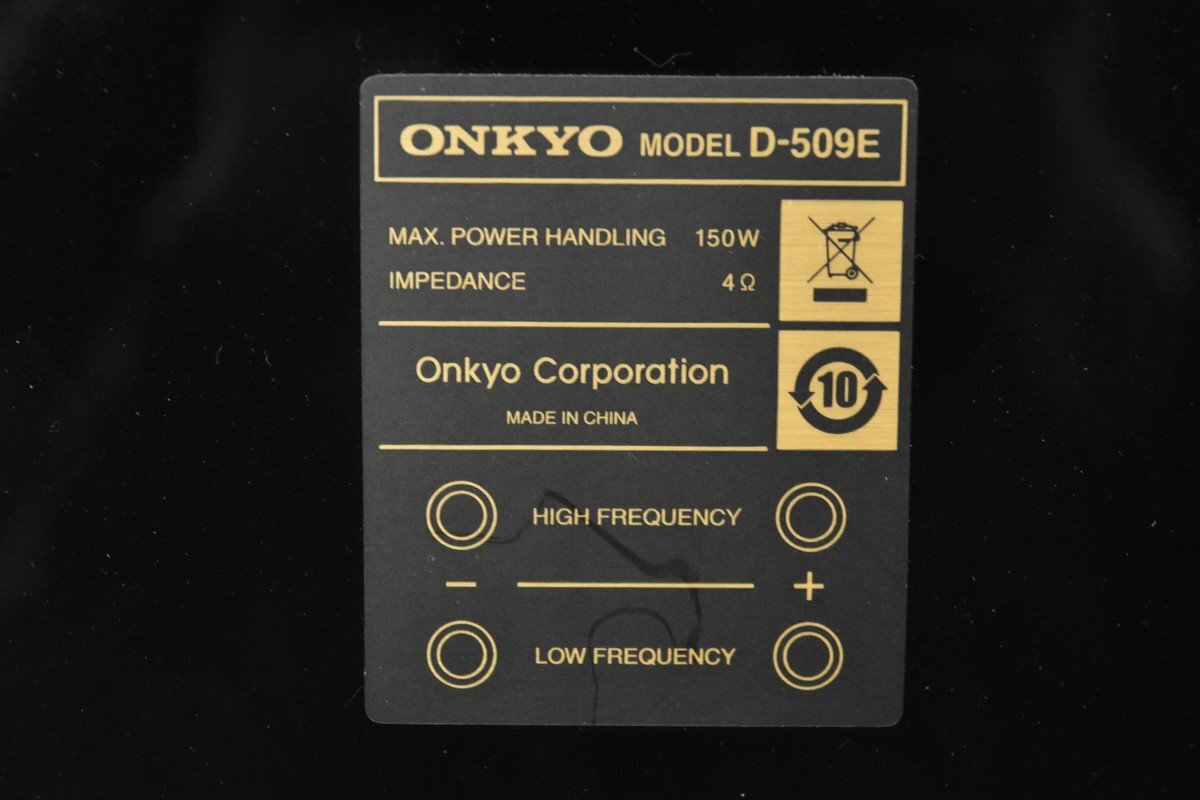 ONKYO MODEL D-509E
MAX. POWER HANDLING 150W
IMPEDANCE 4Ω
Onkyo Corporation
MADE IN CHINA
10
HIGH FREQUENCY
− +
LOW FREQUENCY